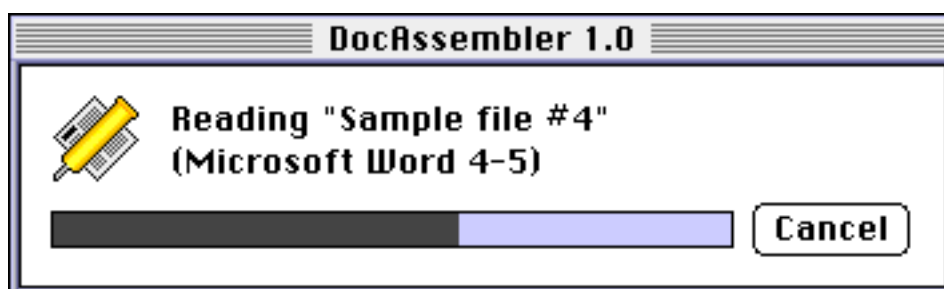 DocAssembler 1.0
Reading "Sample file #4"
(Microsoft Word 4-5)
Cancel